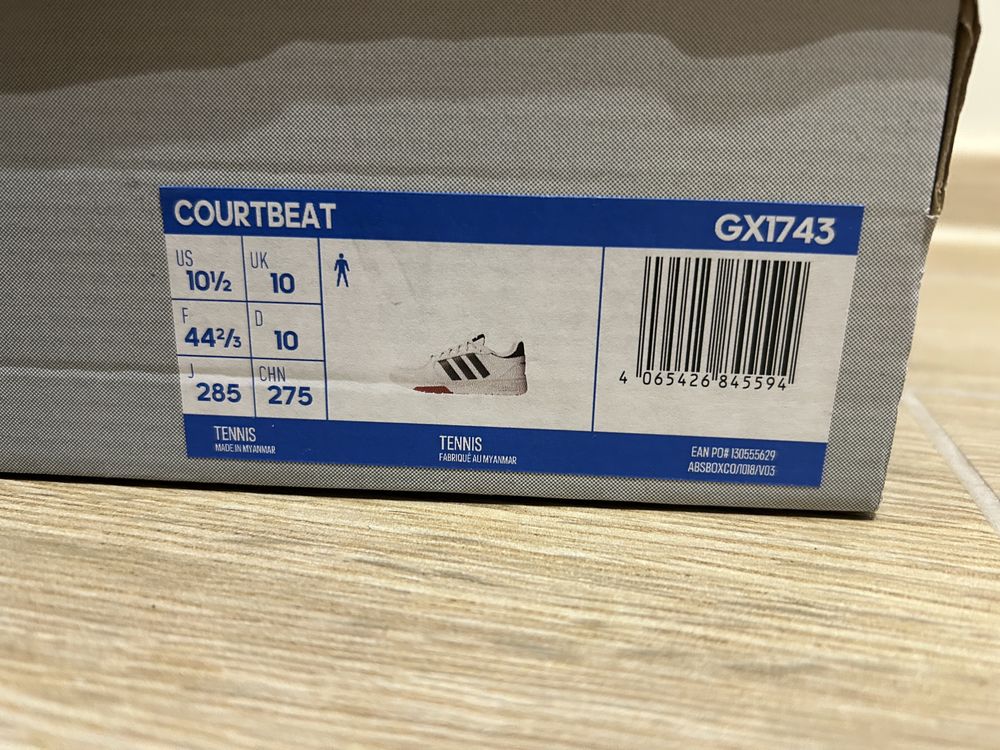 COURTBEAT GX1743
US 10½ UK 10
F 44⅔ D 10
J 285 CHN 275
4 065426 845594
TENNIS
MADE IN MYANMAR
TENNIS
FABRIQUÉ AU MYANMAR
EAN PO# 130555629
ABSBOXCO/1018/V03